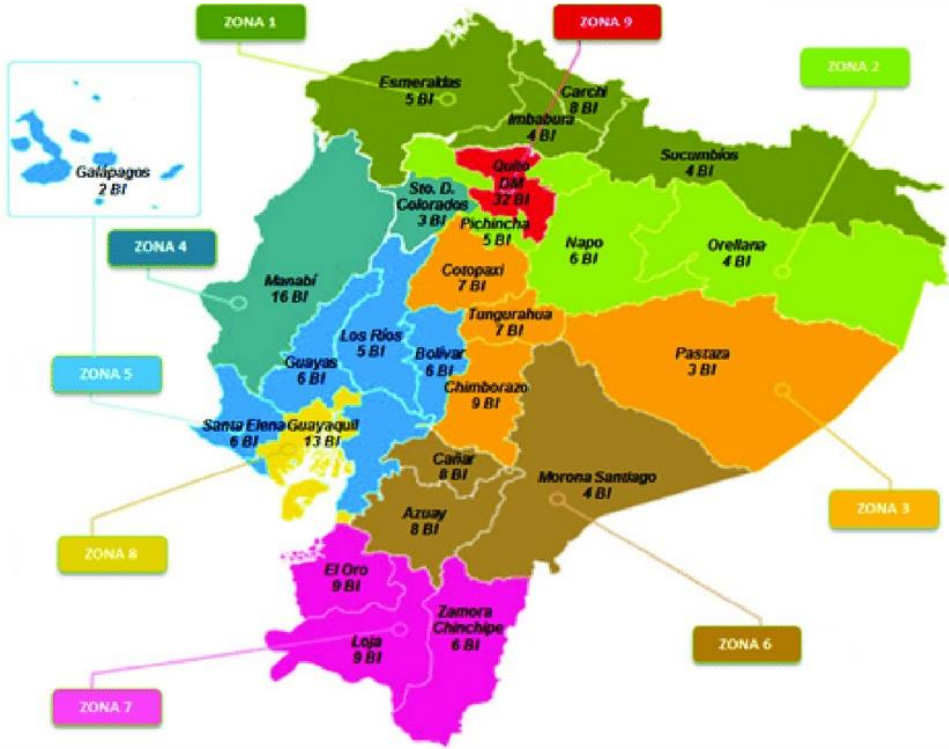 ZONA 1
ZONA 9
ZONA 2
Esmeraldas
5 BI
Carchi
8 BI
Imbabura
4 BI
Sucumbíos
4 BI
Galápagos
2 BI
Quito
DM
32 BI
Sto. D.
Colorados
3 BI
Pichincha
5 BI
Napo
6 BI
Orellana
4 BI
ZONA 4
Manabí
16 BI
Cotopaxi
7 BI
Tungurahua
7 BI
Los Ríos
5 BI
Bolívar
6 BI
Pastaza
3 BI
Guayas
6 BI
ZONA 5
Chimborazo
9 BI
Santa Elena
6 BI
Guayaquil
13 BI
Cañar
8 BI
Morona Santiago
4 BI
ZONA 3
Azuay
8 BI
ZONA 8
El Oro
9 BI
Zamora
Chinchipe
6 BI
Loja
9 BI
ZONA 6
ZONA 7